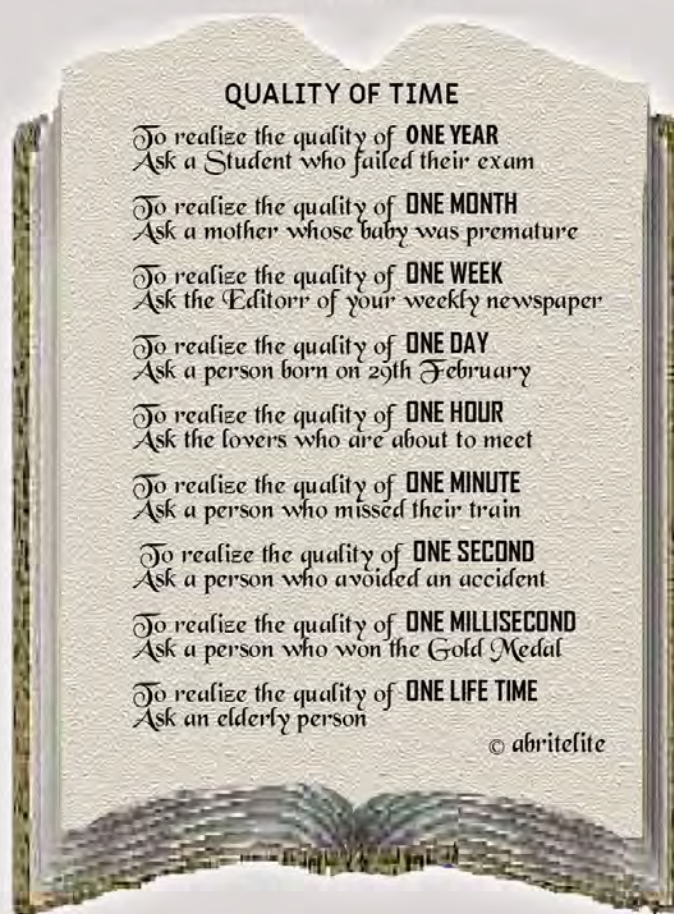 QUALITY OF TIME
To realize the quality of ONE YEAR
Ask a Student who failed their exam
To realize the quality of ONE MONTH
Ask a mother whose baby was premature
To realize the quality of ONE WEEK
Ask the Editorr of your weekly newspaper
To realize the quality of ONE DAY
Ask a person born on 29th February
To realize the quality of ONE HOUR
Ask the lovers who are about to meet
To realize the quality of ONE MINUTE
Ask a person who missed their train
To realize the quality of ONE SECOND
Ask a person who avoided an accident
To realize the quality of ONE MILLISECOND
Ask a person who won the Gold Medal
To realize the quality of ONE LIFE TIME
Ask an elderly person
© abritelite